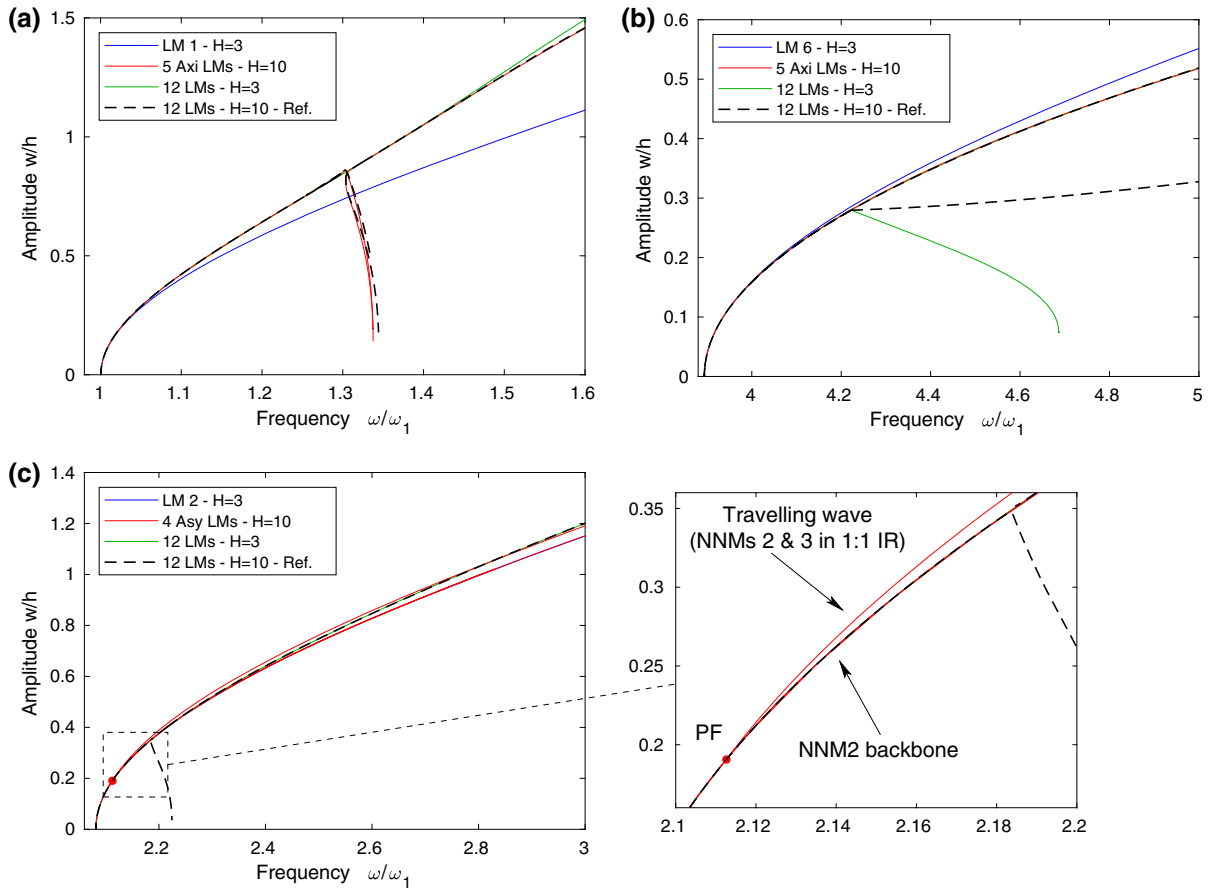 (a)
LM 1 - H=3
5 Axi LMs - H=10
12 LMs - H=3
12 LMs - H=10 - Ref.
Amplitude w/h
1.5
1
0.5
0
1 1.1 1.2 1.3 1.4 1.5 1.6
Frequency ω/ω1
(b)
LM 6 - H=3
5 Axi LMs - H=10
12 LMs - H=3
12 LMs - H=10 - Ref.
Amplitude w/h
0.6
0.5
0.4
0.3
0.2
0.1
0
4 4.2 4.4 4.6 4.8 5
Frequency ω/ω1
(c)
LM 2 - H=3
4 Asy LMs - H=10
12 LMs - H=3
12 LMs - H=10 - Ref.
Amplitude w/h
1.4
1.2
1
0.8
0.6
0.4
0.2
0
2.2 2.4 2.6 2.8 3
Frequency ω/ω1
0.35
0.3
0.25
0.2
Travelling wave
(NNMs 2 & 3 in 1:1 IR)
PF
NNM2 backbone
2.1 2.12 2.14 2.16 2.18 2.2